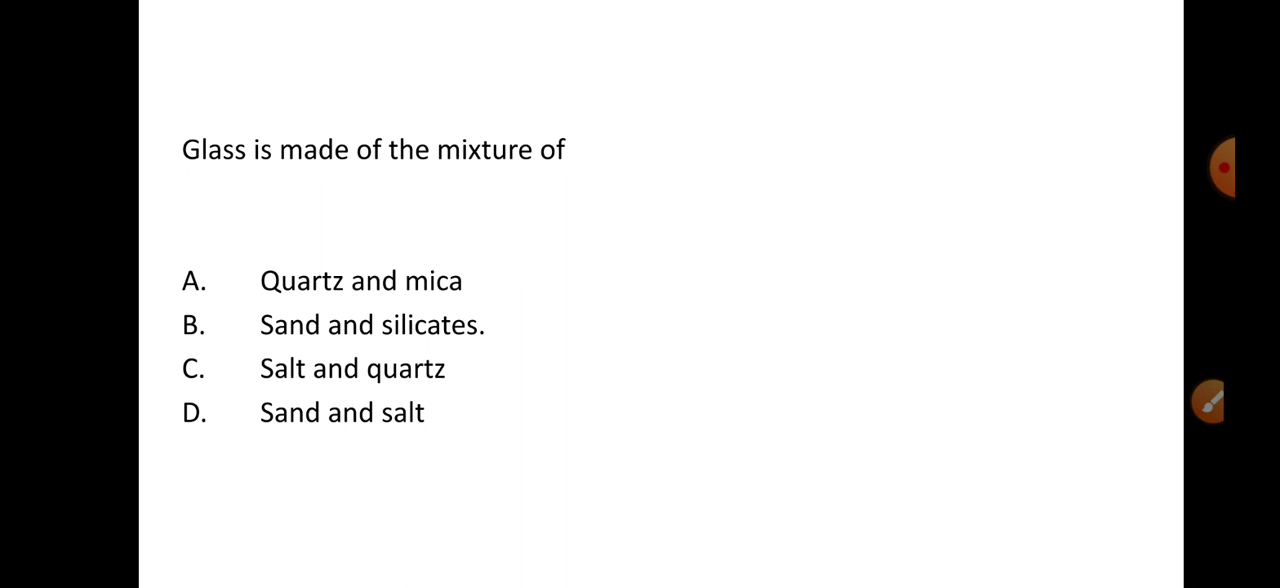 Glass is made of the mixture of
A. Quartz and mica
B. Sand and silicates.
C. Salt and quartz
D. Sand and salt